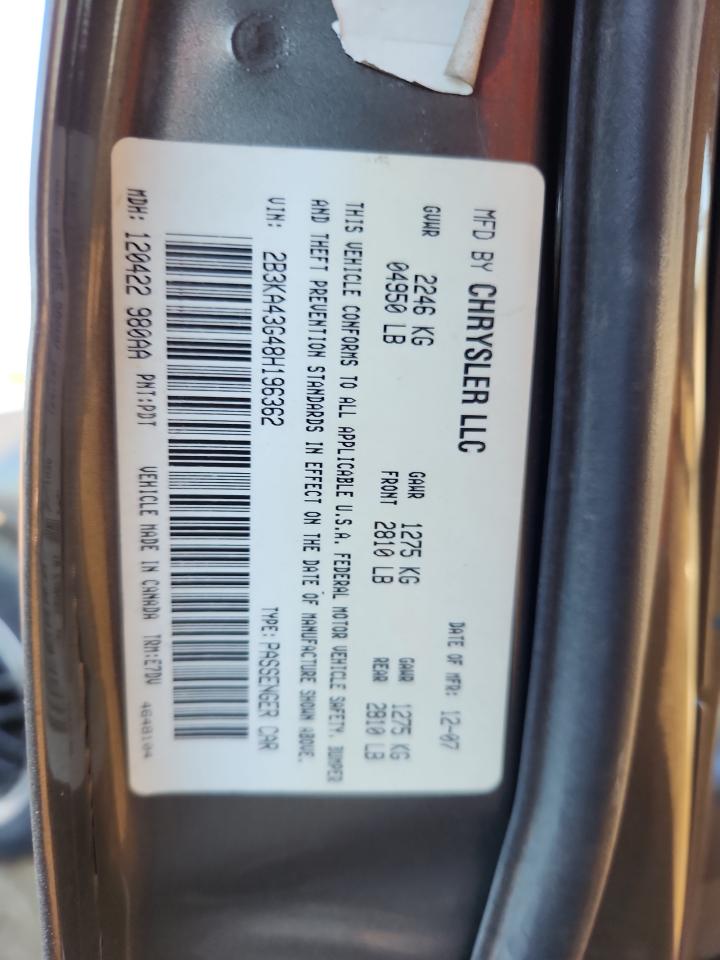 MFD BY CHRYSLER LLC
DATE OF MFR: 12-07
GVWR 2246 KG
04950 LB
GAWR 1275 KG
FRONT 2810 LB
GAWR 1275 KG
REAR 2810 LB
THIS VEHICLE CONFORMS TO ALL APPLICABLE U.S.A. FEDERAL MOTOR VEHICLE SAFETY, BUMPER
AND THEFT PREVENTION STANDARDS IN EFFECT ON THE DATE OF MANUFACTURE SHOWN ABOVE.
VIN: 2B3KA43G48H196362
TYPE: PASSENGER CAR
MDH: 120422 980AA PNT:PDT VEHICLE MADE IN CANADA TRM:E7DV
4648104